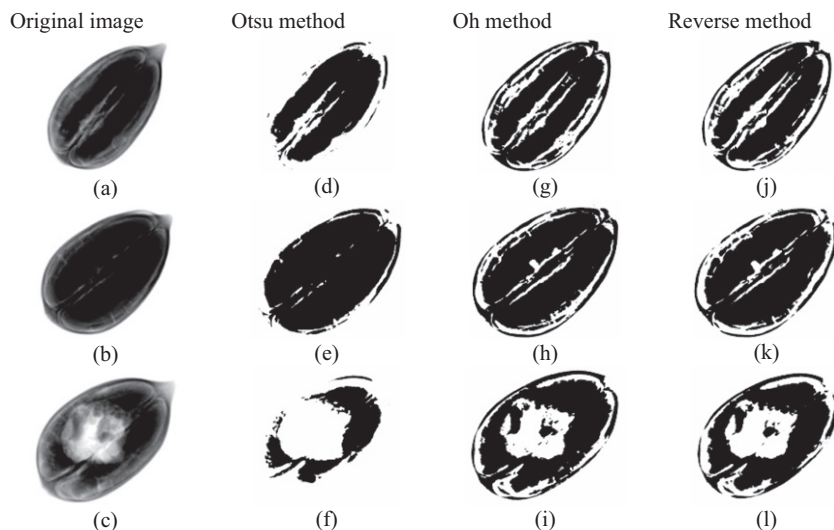 Original image Otsu method Oh method Reverse method
(a) (d) (g) (j)
(b) (e) (h) (k)
(c) (f) (i) (l)